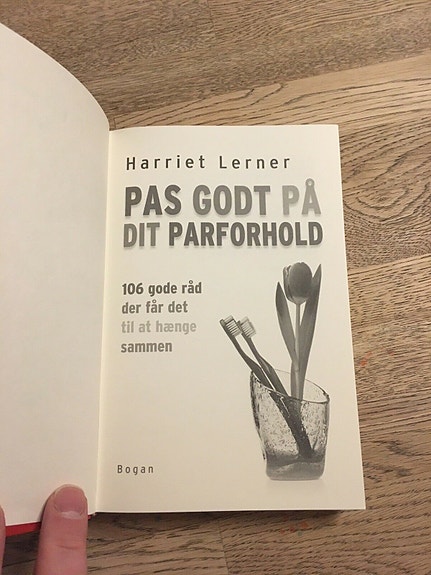 Harriet Lerner
PAS GODT PÅ
DIT PARFORHOLD
106 gode råd
der får det
til at hænge
sammen
Bogan